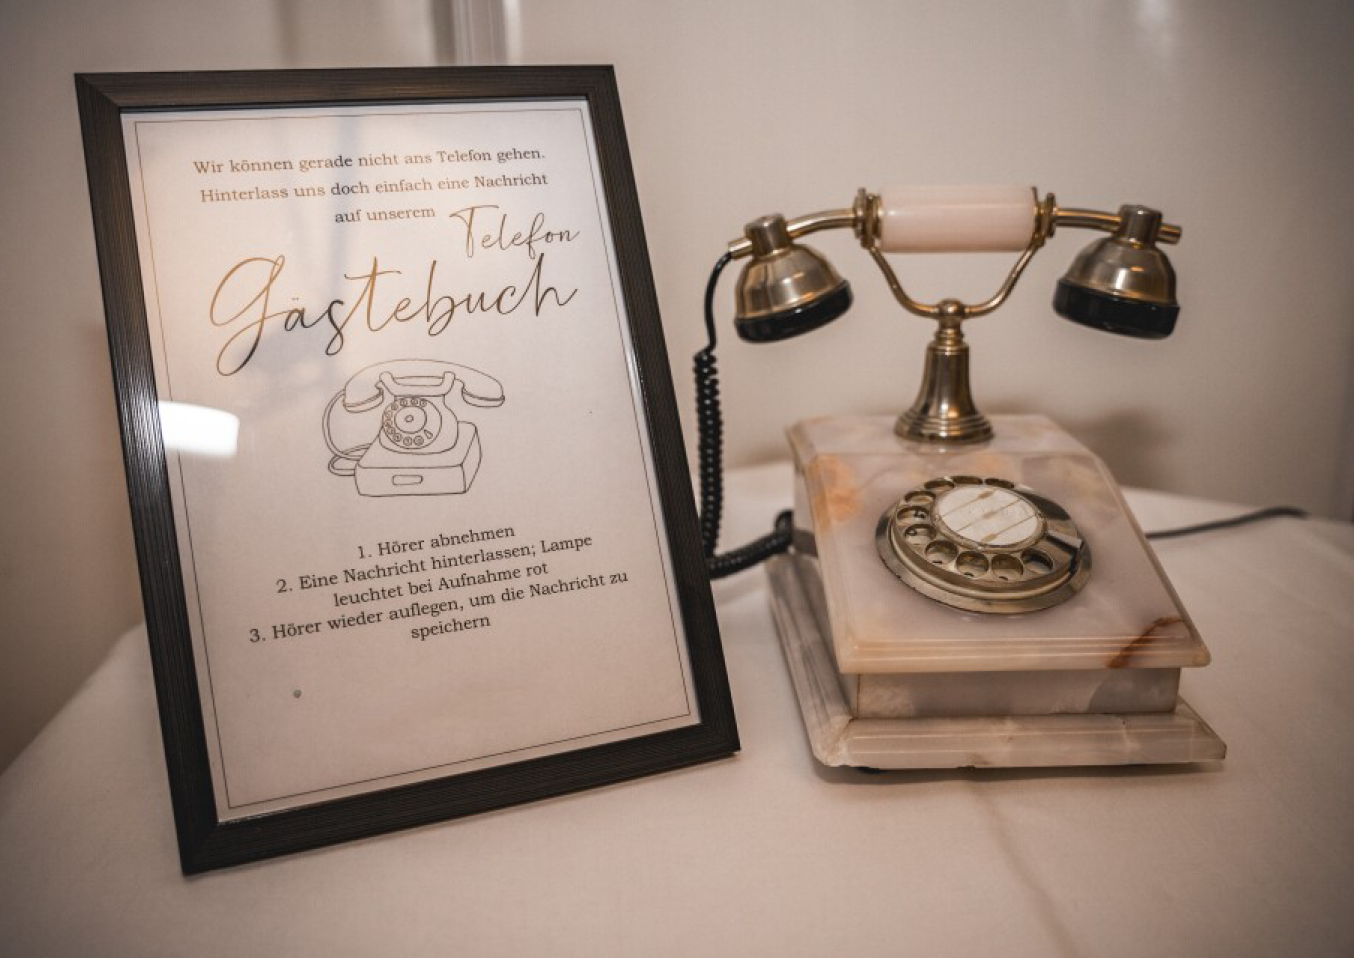 Wir können gerade nicht ans Telefon gehen.
Hinterlass uns doch einfach eine Nachricht
auf unserem Telefon
Gästebuch
1. Hörer abnehmen
2. Eine Nachricht hinterlassen; Lampe
leuchtet bei Aufnahme rot
3. Hörer wieder auflegen, um die Nachricht zu
speichern